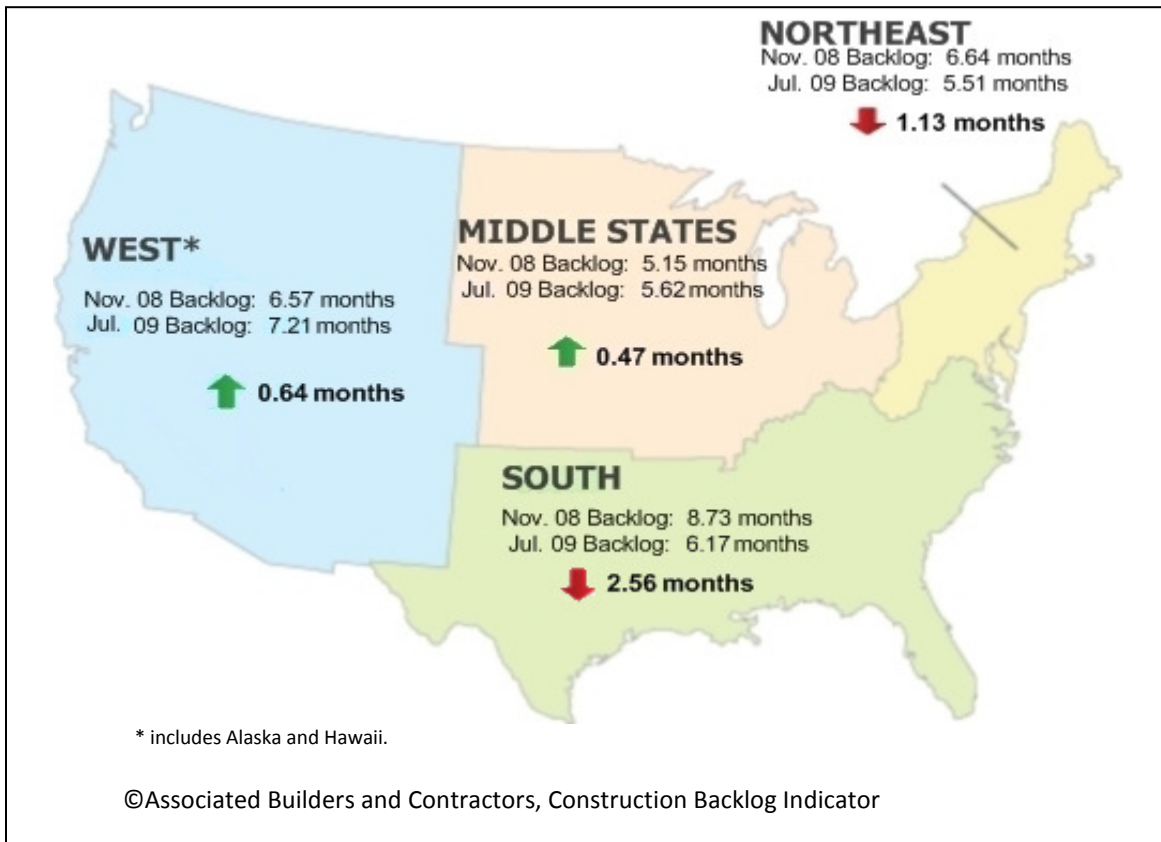 NORTHEAST
Nov. 08 Backlog: 6.64 months
Jul. 09 Backlog: 5.51 months
1.13 months
WEST*
Nov. 08 Backlog: 6.57 months
Jul. 09 Backlog: 7.21 months
0.64 months
MIDDLE STATES
Nov. 08 Backlog: 5.15 months
Jul. 09 Backlog: 5.62 months
0.47 months
SOUTH
Nov. 08 Backlog: 8.73 months
Jul. 09 Backlog: 6.17 months
2.56 months
* includes Alaska and Hawaii.
©Associated Builders and Contractors, Construction Backlog Indicator